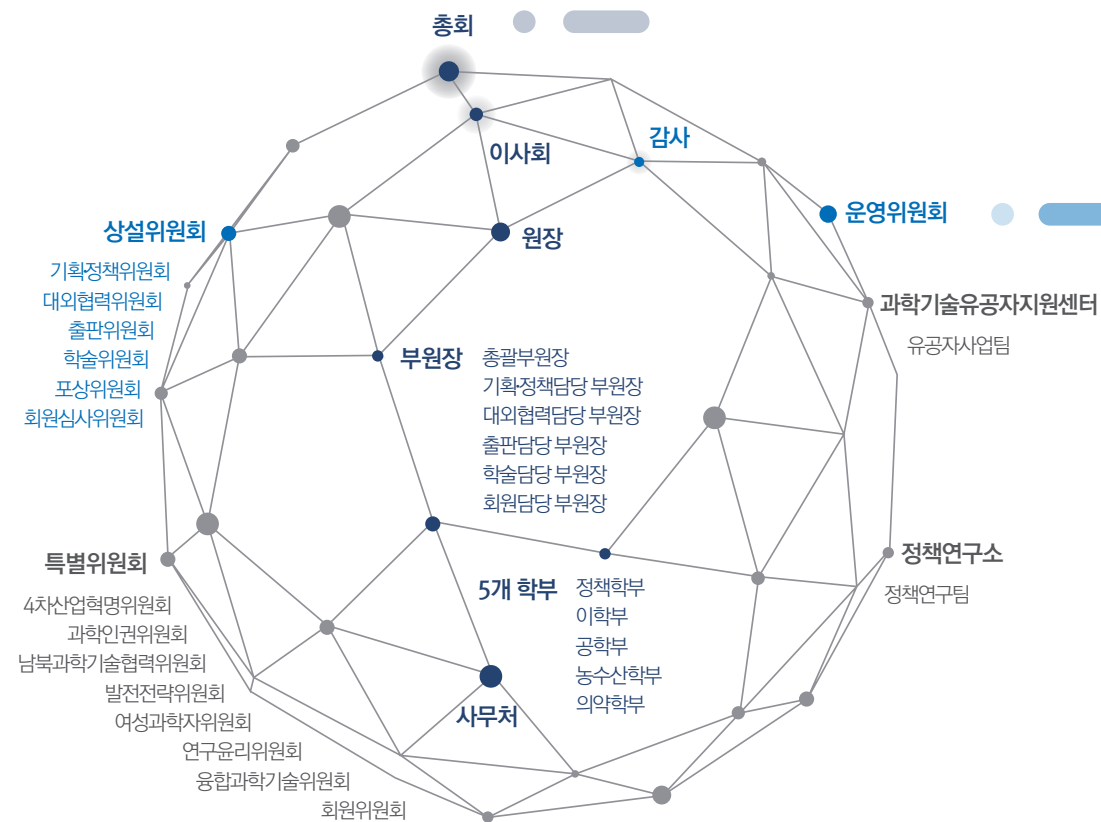 총회
이사회
감사
운영위원회
상설위원회
기획·정책위원회
대외협력위원회
출판위원회
학술위원회
포상위원회
회원심사위원회
원장
과학기술유공자지원센터
유공자사업팀
부원장
총괄부원장
기획·정책담당 부원장
대외협력담당 부원장
출판담당 부원장
학술담당 부원장
회원담당 부원장
특별위원회
4차산업혁명위원회
과학인권위원회
남북과학기술협력위원회
발전전략위원회
여성과학자위원회
연구윤리위원회
융합과학기술위원회
회원위원회
5개 학부
정책학부
이학부
공학부
농수산학부
의약학부
정책연구소
정책연구팀
사무처